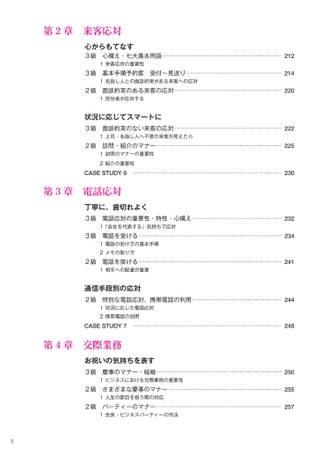 第2章 来客応対
心からもてなす
3級 心構え・七大基本用語 212
1 来客応対の重要性
3級 基本手順予約客 受付〜見送り 214
1 名指し人との面談約束がある来客への応対
2級 面談約束のある来客の応対 220
1 担当者が応対する
状況に応じてスマートに
3級 面談約束のない来客の応対 222
1 上司・名指し人へ不意の来客が見えたら
2級 訪問・紹介のマナー 225
1 訪問のマナーの重要性
2 紹介の重要性
CASE STUDY 6 230
第3章 電話応対
丁寧に、歯切れよく
3級 電話応対の重要性・特性・心構え 232
1 「会社を代表する」気持ちで応対
3級 電話を受ける 234
1 電話の受け方の基本手順
2 メモの取り方
2級 電話を掛ける 241
1 相手への配慮が重要
通信手段別の応対
2級 特別な電話応対、携帯電話の利用 244
1 状況に応じた電話応対
2 携帯電話の効用
CASE STUDY 7 248
第4章 交際業務
お祝いの気持ちを表す
3級 慶事のマナー・結婚 250
1 ビジネスにおける交際業務の重要性
2級 さまざまな慶事のマナー 255
1 人生の節目を祝う際の対応
2級 パーティーのマナー 257
1 会食・ビジネスパーティーの作法
8